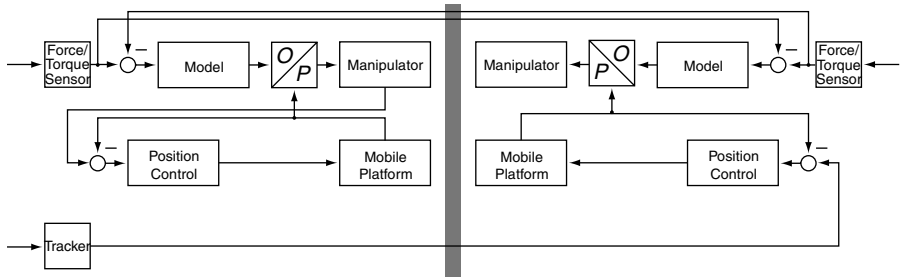 Force/
Torque
Sensor
–
Model
O
P
Manipulator
Manipulator
O
P
Model
–
Force/
Torque
Sensor
–
Position
Control
Mobile
Platform
Mobile
Platform
Position
Control
–
Tracker